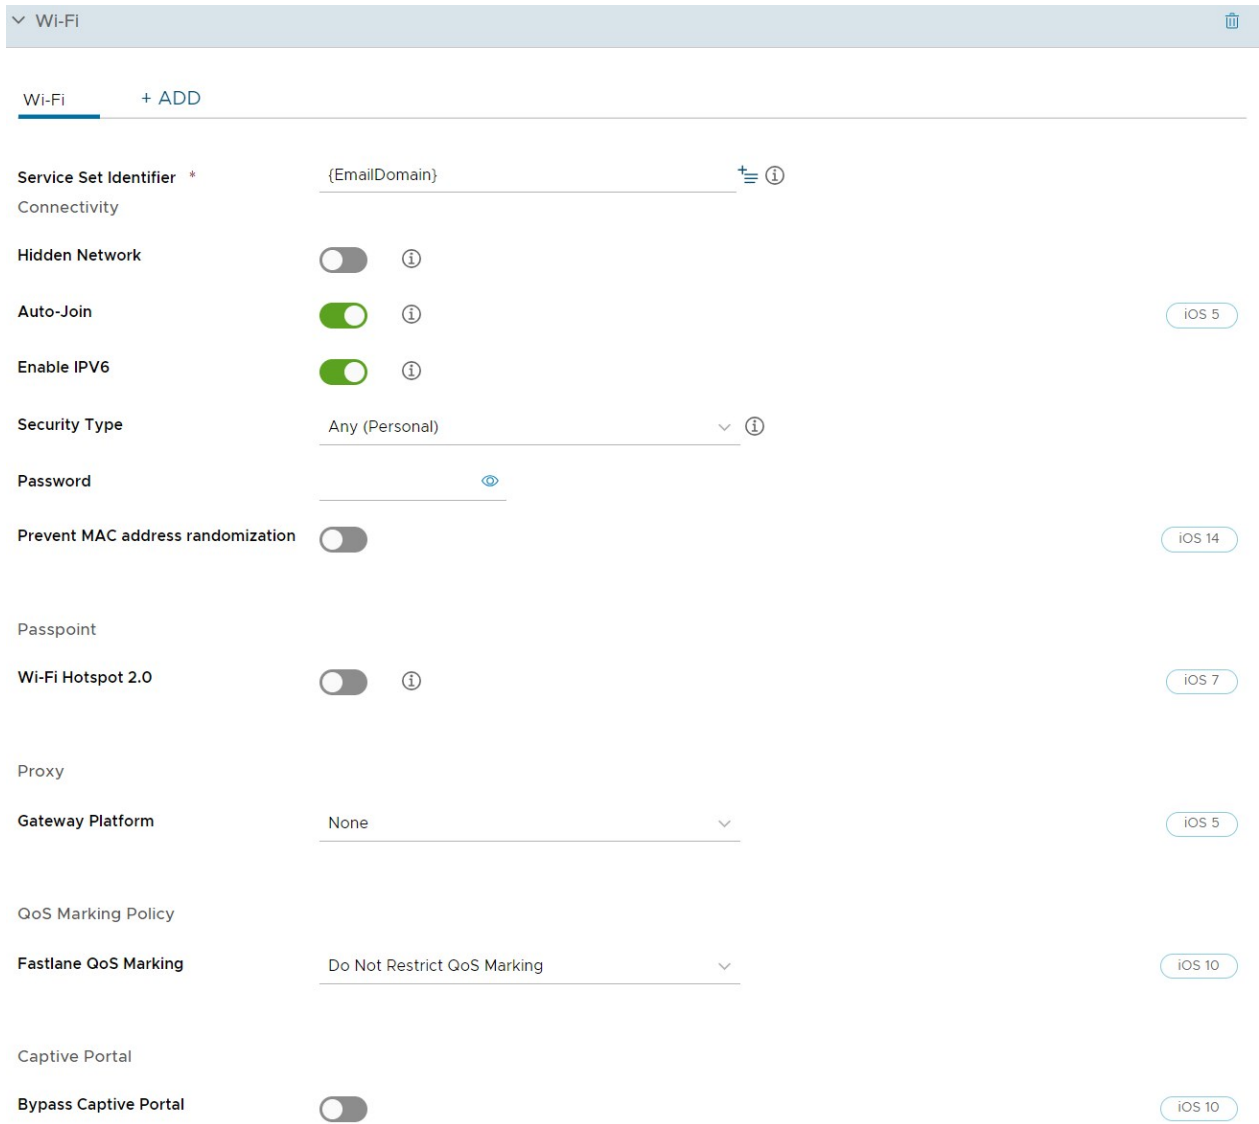 Wi-Fi
Wi-Fi + ADD
Service Set Identifier * {EmailDomain}
Connectivity
Hidden Network
Auto-Join iOS 5
Enable IPV6
Security Type Any (Personal)
Password
Prevent MAC address randomization iOS 14
Passpoint
Wi-Fi Hotspot 2.0 iOS 7
Proxy
Gateway Platform None iOS 5
QoS Marking Policy
Fastlane QoS Marking Do Not Restrict QoS Marking iOS 10
Captive Portal
Bypass Captive Portal iOS 10